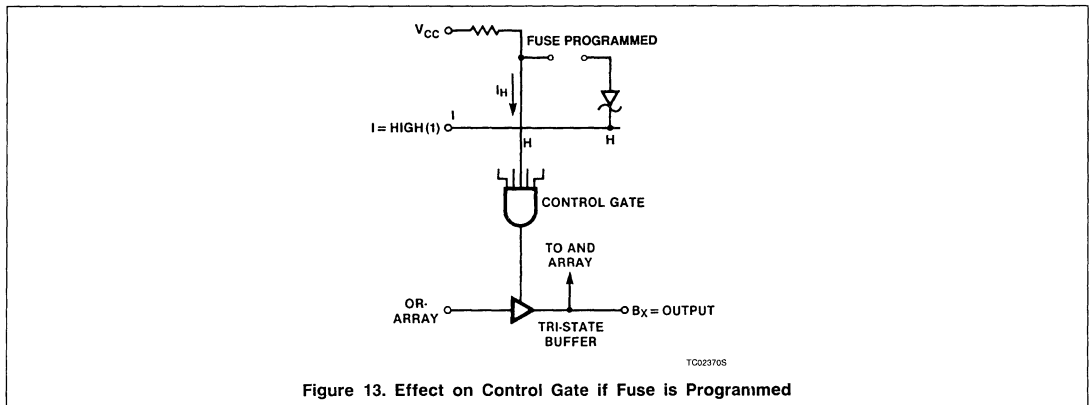 VCC
FUSE PROGRAMMED
IH
I
I = HIGH (1)
H
H
CONTROL GATE
TO AND
ARRAY
OR-
ARRAY
BX = OUTPUT
TRI-STATE
BUFFER
TC02370S
Figure 13. Effect on Control Gate if Fuse is Programmed